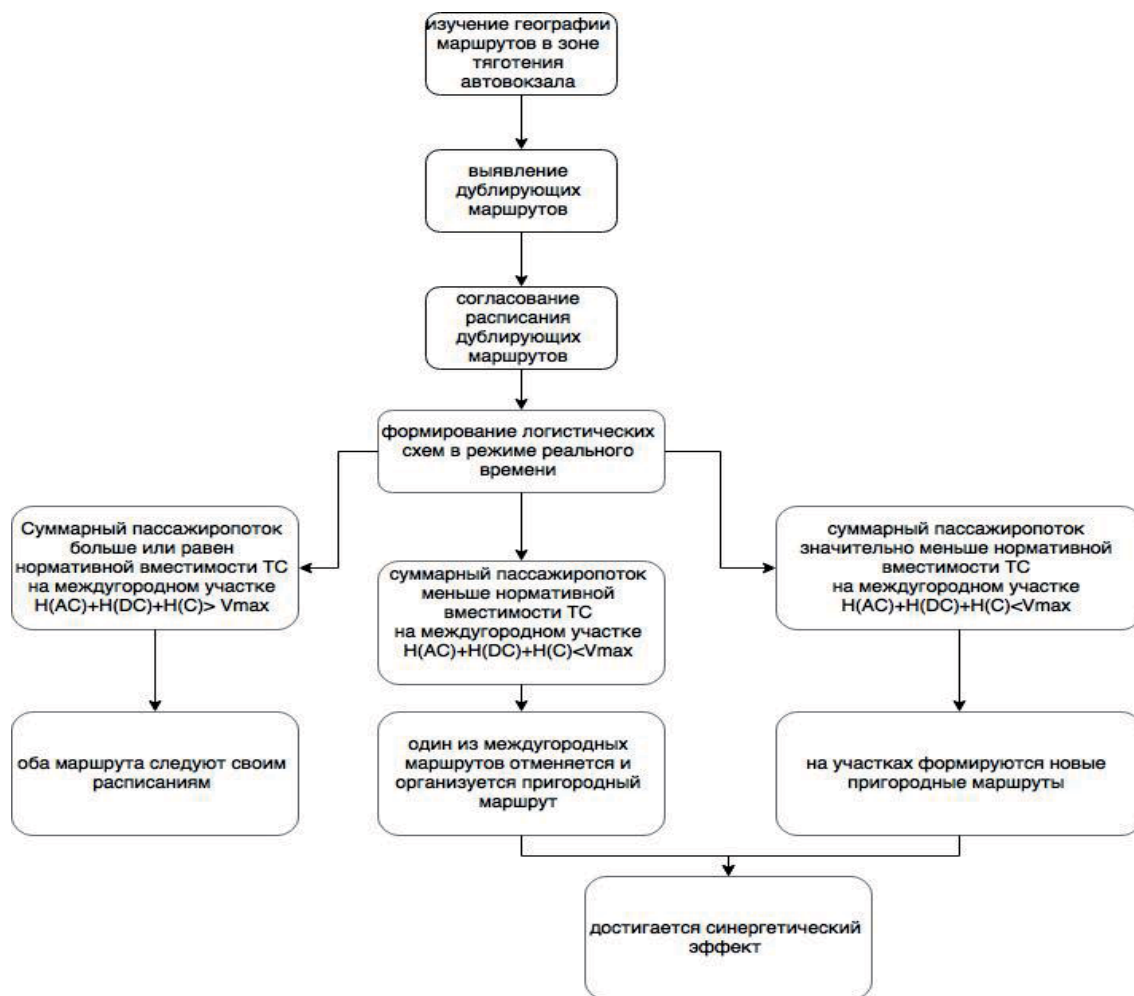 изучение географии
маршрутов в зоне
тяготения
автовокзала
выявление
дублирующих
маршрутов
согласование
расписания
дублирующих
маршрутов
формирование логистических
схем в режиме реального
времени
Суммарный пассажиропоток
больше или равен
нормативной вместимости ТС
на междугородном участке
H(AC)+H(DC)+H(C)> Vmax
суммарный пассажиропоток
меньше нормативной
вместимости ТС
на междугородном участке
H(AC)+H(DC)+H(C)<Vmax
суммарный пассажиропоток
значительно меньше нормативной
вместимости ТС
на междугородном участке
H(AC)+H(DC)+H(C)<Vmax
оба маршрута следуют своим
расписаниям
один из междугородных
маршрутов отменяется и
организуется пригородный
маршрут
на участках формируются новые
пригородные маршруты
достигается синергетический
эффект